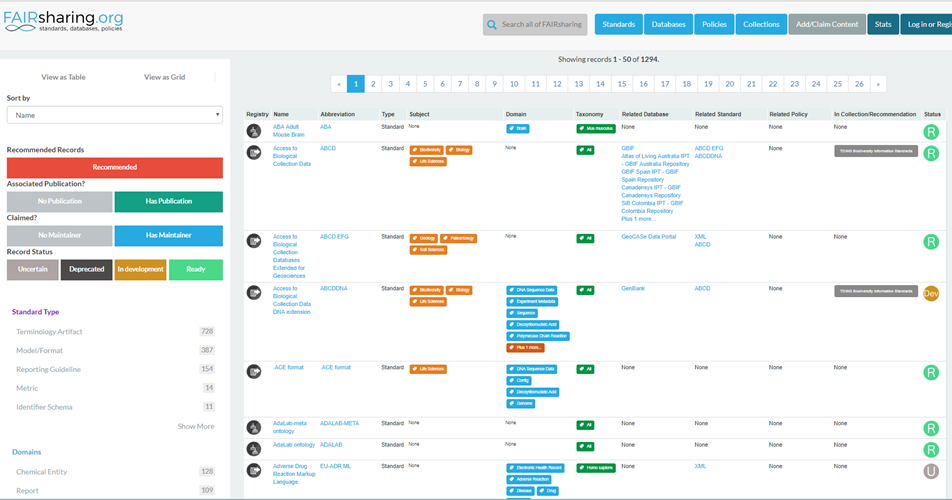 FAIRsharing.org
standards, databases, policies
Search all of FAIRsharing
Standards
Databases
Policies
Collections
Add/Claim Content
Stats
Log in or Regi
View as Table
View as Grid
Sort by
Name
Recommended Records
Recommended
Associated Publication?
No Publication
Has Publication
Claimed?
No Maintainer
Has Maintainer
Record Status
Uncertain
Deprecated
In development
Ready
Standard Type
Terminology Artifact 728
Model/Format 387
Reporting Guideline 154
Metric 14
Identifier Schema 11
Show More
Domains
Chemical Entity 128
Report 109
Showing records 1 - 50 of 1294.
« 1 2 3 4 5 6 7 8 9 10 11 12 13 14 15 16 17 18 19 20 21 22 23 24 25 26 »
Registry Name Abbreviation Type Subject Domain Taxonomy Related Database Related Standard Related Policy In Collection/Recommendation Status
ABA Adult ABA Standard None Brain Mus musculus None None None None R
Mouse Brain
Access to ABCD Standard Biodiversity Biology None All GBIF ABCD EFG None TDWG Biodiversity Information Standards R
Biological Life Sciences Atlas of Living Australia IPT ABCDDNA
Collection Data - GBIF Australia Repository
GBIF Spain IPT - GBIF
Spain Repository
Canadensys IPT - GBIF
Canadensys Repository
SiB Colombia IPT - GBIF
Colombia Repository
Plus 1 more...
Access to ABCD EFG Standard Geology Paleontology None All GeoCASe Data Portal XML None None R
Biological Soil Sciences ABCD
Collection
Databases
Extended for
Geosciences
Access to ABCDDNA Standard Biodiversity Biology DNA Sequence Data All GenBank ABCD None TDWG Biodiversity Information Standards Dev
Biological Life Sciences Experiment Metadata
Collection Data Sequence
DNA extension Deoxyribonucleic Acid
Polymerase Chain Reaction
Plus 1 more...
.ACE format .ACE format Standard Life Sciences DNA Sequence Data All None None None None R
Contig
Deoxyribonucleic Acid
Genome
AdaLab-meta ADALAB-META Standard None None All None None None None R
ontology
AdaLab ontology ADALAB Standard None None All None None None None R
Adverse Drug EU-ADR ML Standard None Electronic Health Record Homo sapiens None XML None None U
Reaction Markup Adverse Reaction
Language Disease Drug